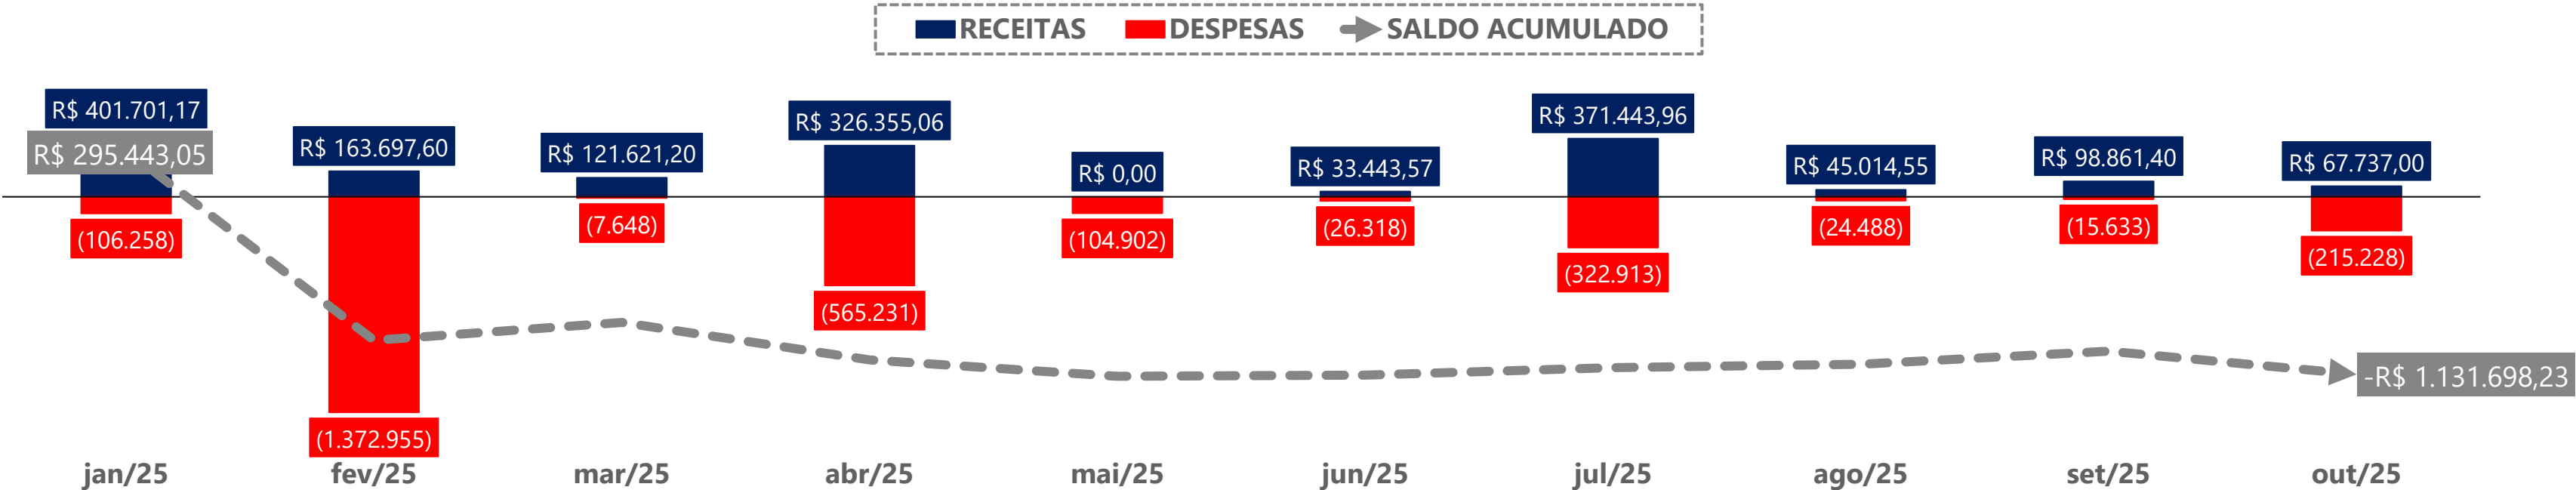 RECEITAS DESPESAS SALDO ACUMULADO
R$ 401.701,17
R$ 295.443,05
R$ 163.697,60
R$ 121.621,20
R$ 326.355,06
R$ 0,00
R$ 33.443,57
R$ 371.443,96
R$ 45.014,55
R$ 98.861,40
R$ 67.737,00
(106.258)
(1.372.955)
(7.648)
(565.231)
(104.902)
(26.318)
(322.913)
(24.488)
(15.633)
(215.228)
-R$ 1.131.698,23
jan/25 fev/25 mar/25 abr/25 mai/25 jun/25 jul/25 ago/25 set/25 out/25